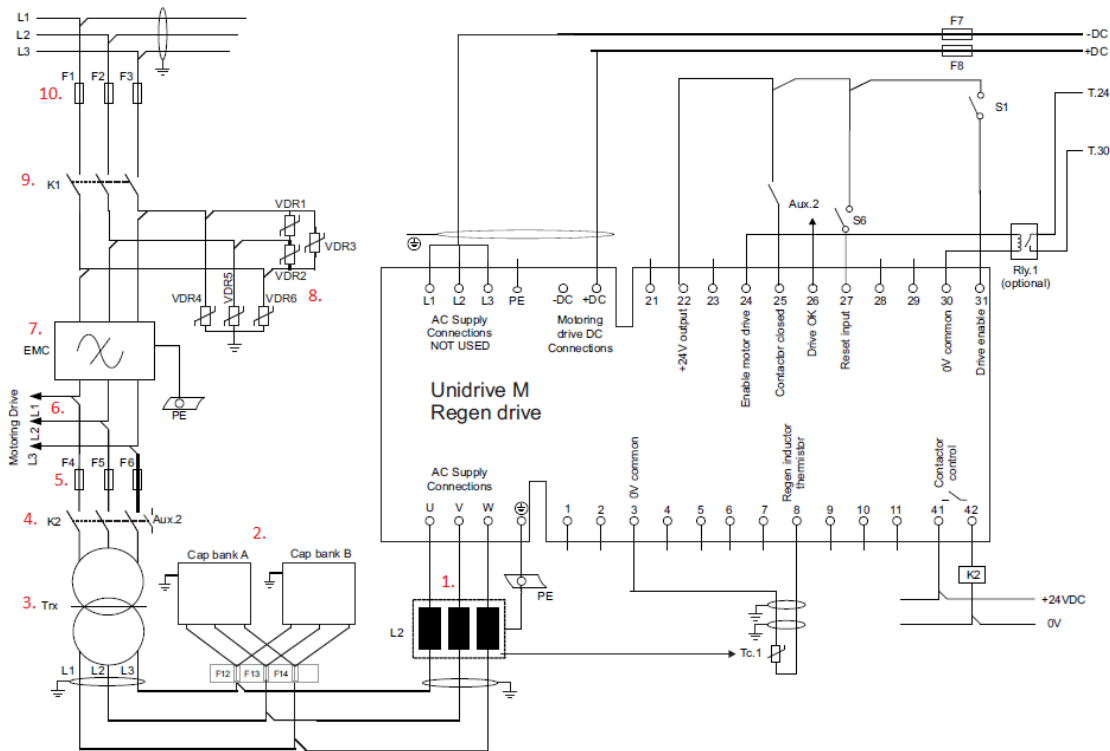 L1
L2
L3
F1 F2 F3
10.
9. K1
VDR1
VDR3
VDR2
VDR4
VDR5
VDR6
8.
7.
EMC
PE
Motoring Drive
L1
L2
L3
6.
F4 F5 F6
5.
4. K2
Aux.2
3. Trx
L1 L2 L3
2.
Cap bank A
Cap bank B
F12 F13 F14
1.
L2
PE
Tc.1
F7
-DC
+DC
F8
S1
T.24
T.30
Aux.2
S6
Rly.1
(optional)
L1 L2 L3 PE -DC +DC 21 22 23 24 25 26 27 28 29 30 31
AC Supply
Connections
NOT USED
Motoring
drive DC
Connections
+24V output
Enable motor drive
Contactor closed
Drive OK
Reset input
0V common
Drive enable
Unidrive M
Regen drive
AC Supply
Connections
U V W
0V common
Regen inductor
thermistor
Contactor
control
1 2 3 4 5 6 7 8 9 10 11 41 42
K2
+24VDC
0V